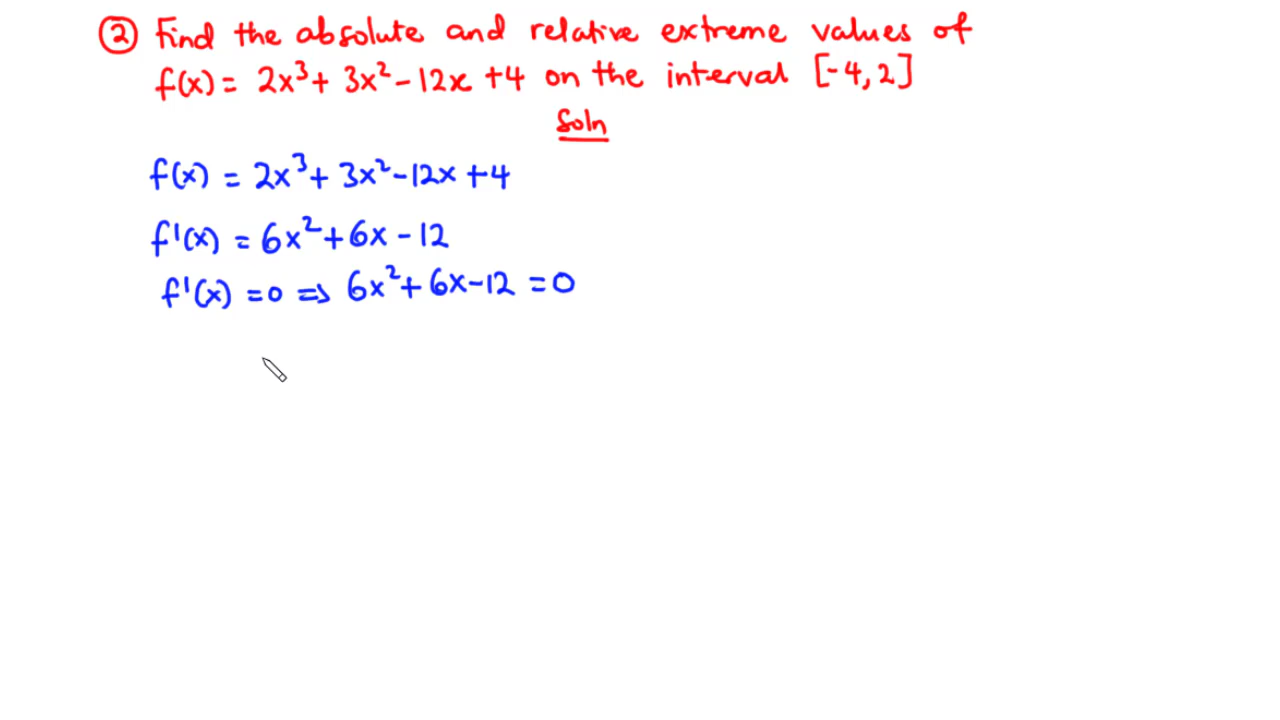 ② Find the absolute and relative extreme values of
f(x) = 2x³ + 3x² - 12x + 4 on the interval [-4, 2]
Soln
f(x) = 2x³ + 3x² - 12x + 4
f'(x) = 6x² + 6x - 12
f'(x) = 0 ⇒ 6x² + 6x - 12 = 0